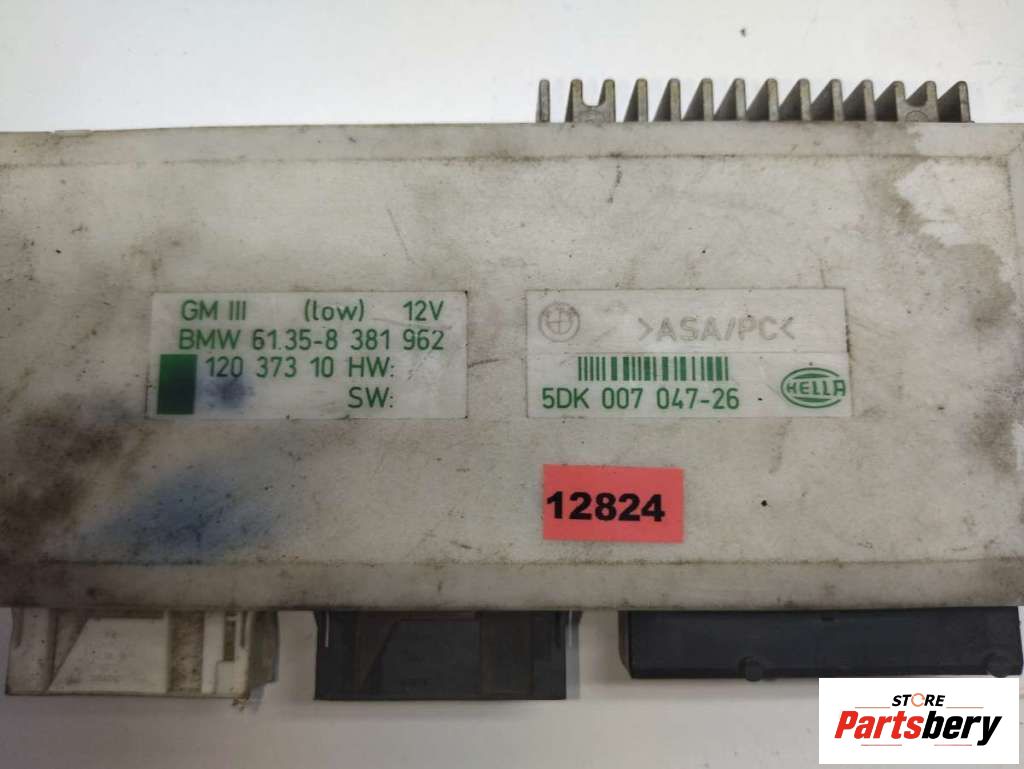 GM III (low) 12V
BMW 61.35-8 381 962
120 373 10 HW:
SW:
>ASA/PC<
5DK 007 047-26
HELLA
12824
STORE
Partsbery